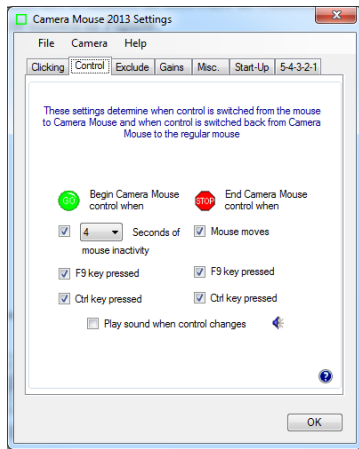 Camera Mouse 2013 Settings
File Camera Help
Clicking Control Exclude Gains Misc. Start-Up 5-4-3-2-1
These settings determine when control is switched from the mouse
to Camera Mouse and when control is switched back from Camera
Mouse to the regular mouse
GO Begin Camera Mouse
control when
STOP End Camera Mouse
control when
4 Seconds of
mouse inactivity
Mouse moves
F9 key pressed
F9 key pressed
Ctrl key pressed
Ctrl key pressed
Play sound when control changes
?
OK